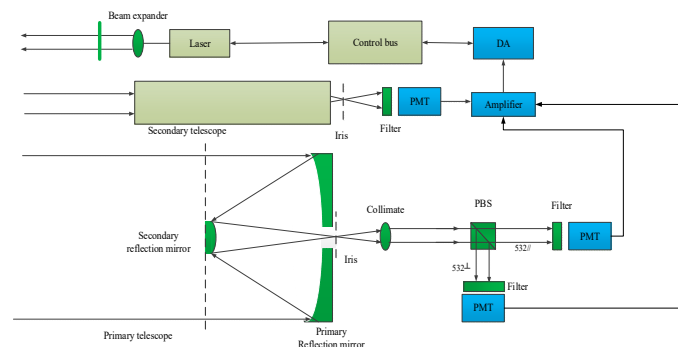 Beam expander
Laser
Control bus
DA
Secondary telescope
Iris
Filter
PMT
Amplifier
Secondary
reflection mirror
Iris
Collimate
PBS
532//
Filter
PMT
532⊥
Filter
PMT
Primary telescope
Primary
Reflection mirror